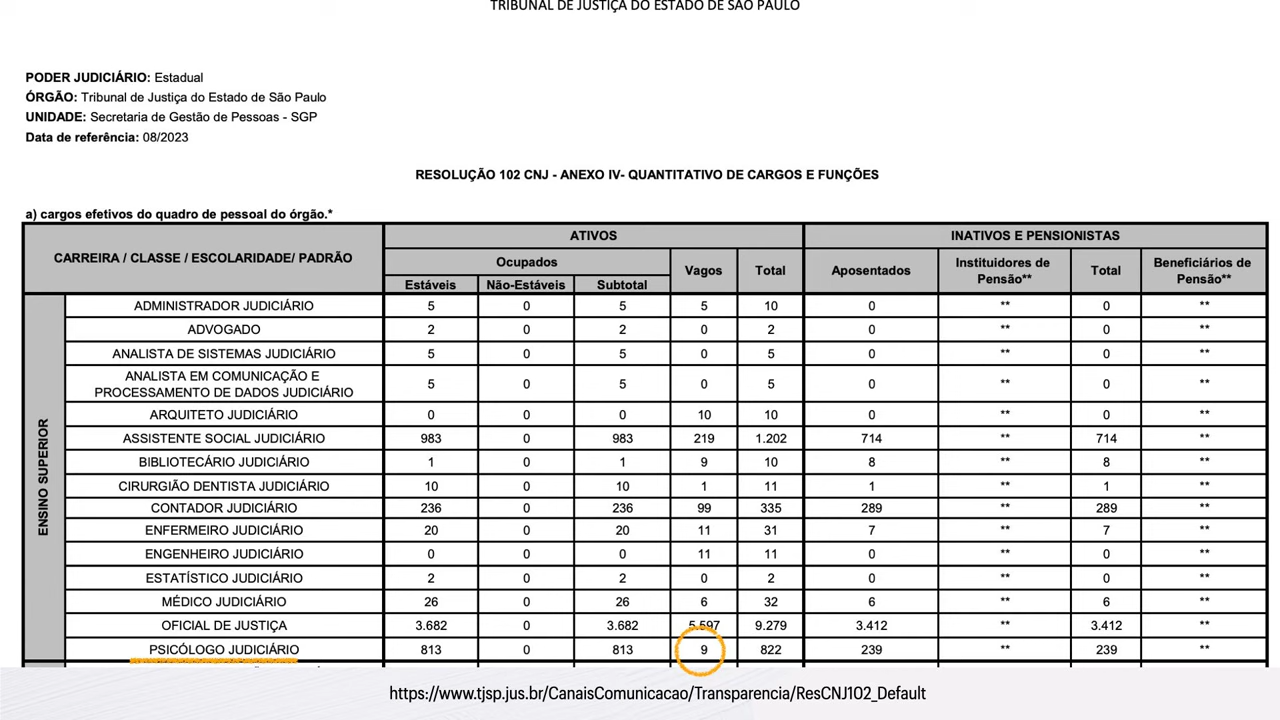 TRIBUNAL DE JUSTIÇA DO ESTADO DE SÃO PAULO
PODER JUDICIÁRIO: Estadual
ÓRGÃO: Tribunal de Justiça do Estado de São Paulo
UNIDADE: Secretaria de Gestão de Pessoas - SGP
Data de referência: 08/2023
RESOLUÇÃO 102 CNJ - ANEXO IV- QUANTITATIVO DE CARGOS E FUNÇÕES
a) cargos efetivos do quadro de pessoal do órgão.*
CARREIRA / CLASSE / ESCOLARIDADE/ PADRÃO
ATIVOS
INATIVOS E PENSIONISTAS
Ocupados
Vagos
Total
Aposentados
Instituidores de
Pensão**
Total
Beneficiários de
Pensão**
Estáveis
Não-Estáveis
Subtotal
ENSINO SUPERIOR
ADMINISTRADOR JUDICIÁRIO 5 0 5 5 10 0 ** 0 **
ADVOGADO 2 0 2 0 2 0 ** 0 **
ANALISTA DE SISTEMAS JUDICIÁRIO 5 0 5 0 5 0 ** 0 **
ANALISTA EM COMUNICAÇÃO E
PROCESSAMENTO DE DADOS JUDICIÁRIO 5 0 5 0 5 0 ** 0 **
ARQUITETO JUDICIÁRIO 0 0 0 10 10 0 ** 0 **
ASSISTENTE SOCIAL JUDICIÁRIO 983 0 983 219 1.202 714 ** 714 **
BIBLIOTECÁRIO JUDICIÁRIO 1 0 1 9 10 8 ** 8 **
CIRURGIÃO DENTISTA JUDICIÁRIO 10 0 10 1 11 1 ** 1 **
CONTADOR JUDICIÁRIO 236 0 236 99 335 289 ** 289 **
ENFERMEIRO JUDICIÁRIO 20 0 20 11 31 7 ** 7 **
ENGENHEIRO JUDICIÁRIO 0 0 0 11 11 0 ** 0 **
ESTATÍSTICO JUDICIÁRIO 2 0 2 0 2 0 ** 0 **
MÉDICO JUDICIÁRIO 26 0 26 6 32 6 ** 6 **
OFICIAL DE JUSTIÇA 3.682 0 3.682 5.597 9.279 3.412 ** 3.412 **
PSICÓLOGO JUDICIÁRIO 813 0 813 9 822 239 ** 239 **
https://www.tjsp.jus.br/CanaisComunicacao/Transparencia/ResCNJ102_Default